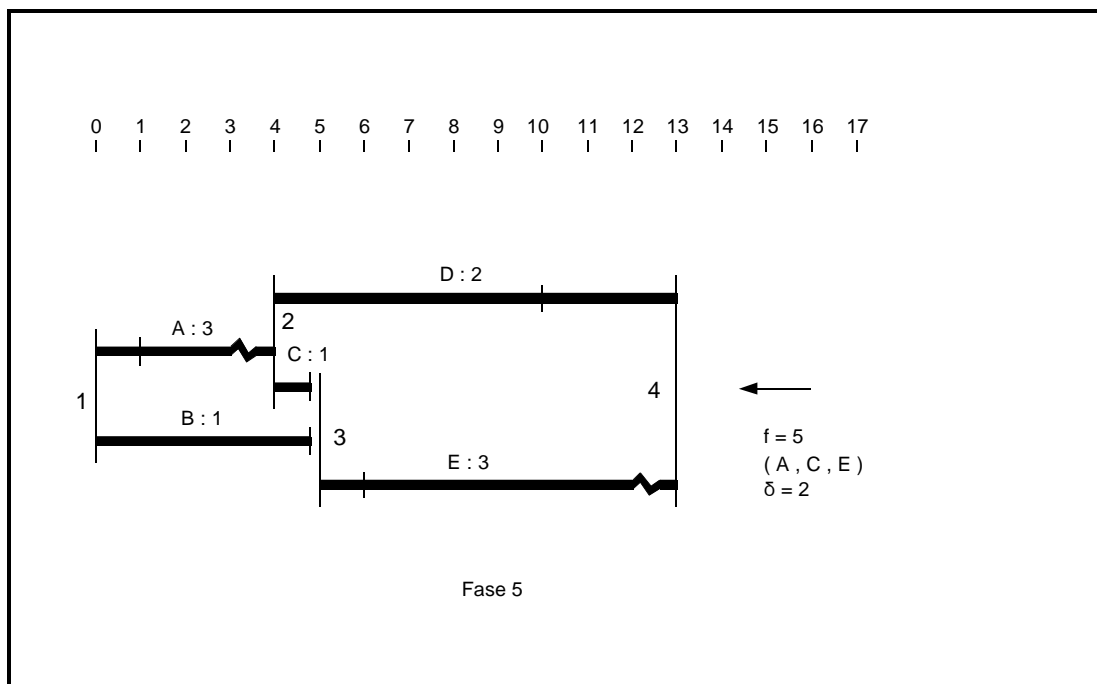 0 1 2 3 4 5 6 7 8 9 10 11 12 13 14 15 16 17
D : 2
2
A : 3
C : 1
1
4
B : 1
3
f = 5
( A , C , E )
E : 3
δ = 2
Fase 5